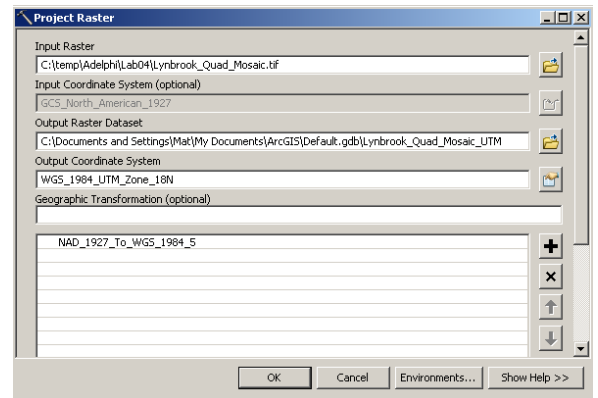 Project Raster
Input Raster
C:\temp\Adelphi\Lab04\Lynbrook_Quad_Mosaic.tif
Input Coordinate System (optional)
GCS_North_American_1927
Output Raster Dataset
C:\Documents and Settings\Mat\My Documents\ArcGIS\Default.gdb\Lynbrook_Quad_Mosaic_UTM
Output Coordinate System
WGS_1984_UTM_Zone_18N
Geographic Transformation (optional)
NAD_1927_To_WGS_1984_5
OK Cancel Environments... Show Help >>